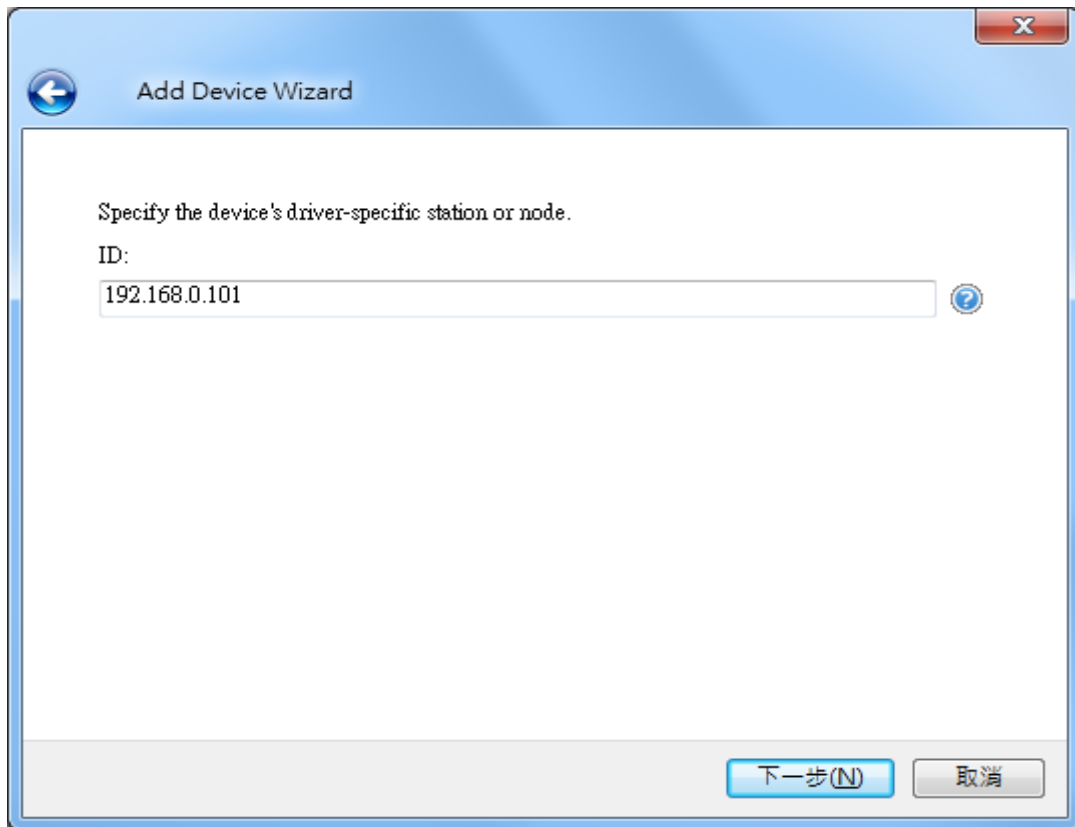 Add Device Wizard
Specify the device's driver-specific station or node.
ID:
192.168.0.101
下一步(N)
取消